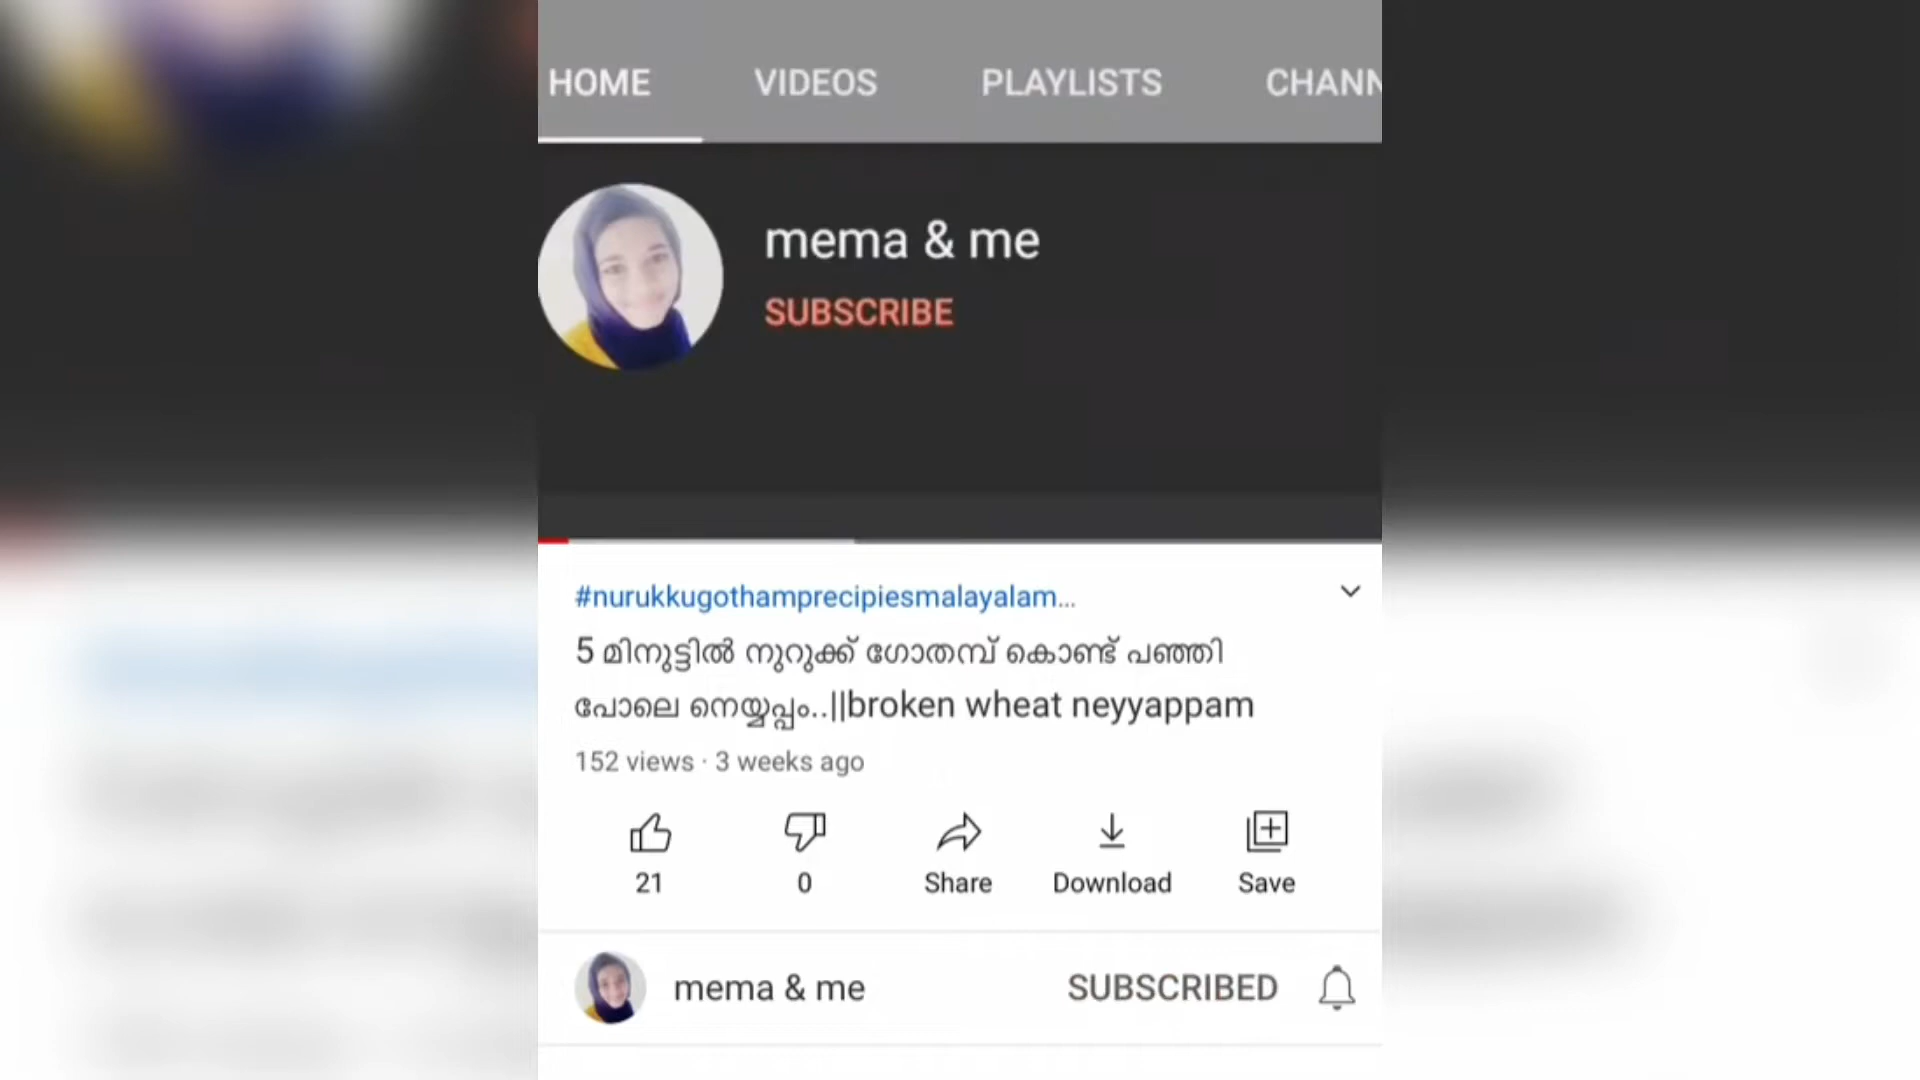 HOME VIDEOS PLAYLISTS CHANN
mema & me
SUBSCRIBE
#nurukkugothamprecipiesmalayalam...
5 മിനുട്ടിൽ നുറുക്ക് ഗോതമ്പ് കൊണ്ട് പഞ്ഞി
പോലെ നെയ്യപ്പം..||broken wheat neyyappam
152 views · 3 weeks ago
21 0 Share Download Save
mema & me SUBSCRIBED